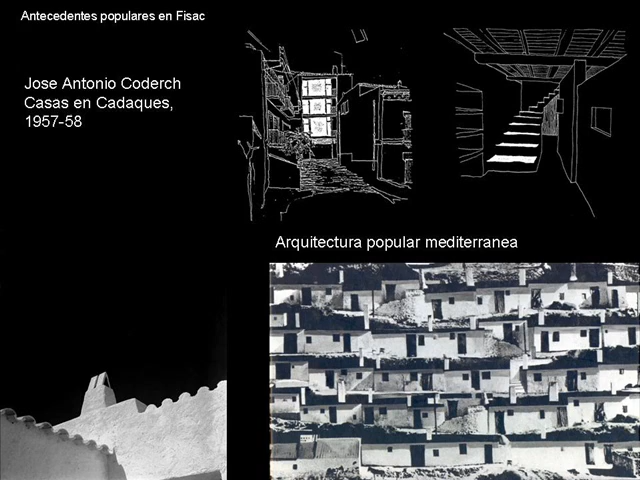 Antecedentes populares en Fisac
Jose Antonio Coderch
Casas en Cadaques,
1957-58
Arquitectura popular mediterranea